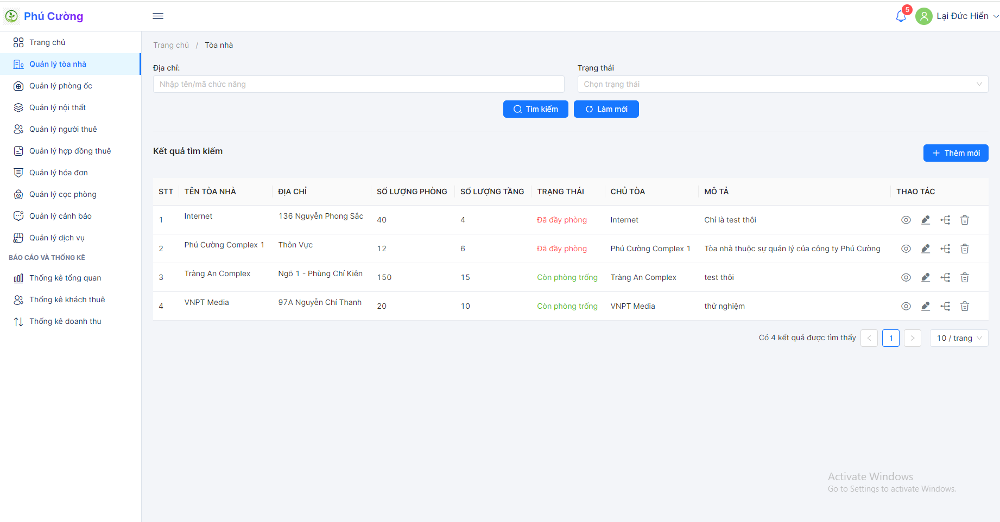 Phú Cường
5
Lại Đức Hiển
Trang chủ
Quản lý tòa nhà
Quản lý phòng ốc
Quản lý nội thất
Quản lý người thuê
Quản lý hợp đồng thuê
Quản lý hóa đơn
Quản lý cọc phòng
Quản lý cảnh báo
Quản lý dịch vụ
BÁO CÁO VÀ THỐNG KÊ
Thống kê tổng quan
Thống kê khách thuê
Thống kê doanh thu
Trang chủ / Tòa nhà
Địa chỉ:
Nhập tên/mã chức năng
Trạng thái
Chọn trạng thái
Tìm kiếm
Làm mới
Kết quả tìm kiếm
Thêm mới
STT TÊN TÒA NHÀ ĐỊA CHỈ SỐ LƯỢNG PHÒNG SỐ LƯỢNG TẦNG TRẠNG THÁI CHỦ TÒA MÔ TẢ THAO TÁC
1 Internet 136 Nguyễn Phong Sắc 40 4 Đã đầy phòng Internet Chỉ là test thôi
2 Phú Cường Complex 1 Thôn Vực 12 6 Đã đầy phòng Phú Cường Complex 1 Tòa nhà thuộc sự quản lý của công ty Phú Cường
3 Tràng An Complex Ngõ 1 - Phùng Chí Kiên 150 15 Còn phòng trống Tràng An Complex test thôi
4 VNPT Media 97A Nguyễn Chí Thanh 20 10 Còn phòng trống VNPT Media thử nghiệm
Có 4 kết quả được tìm thấy < 1 > 10 / trang
Activate Windows
Go to Settings to activate Windows.